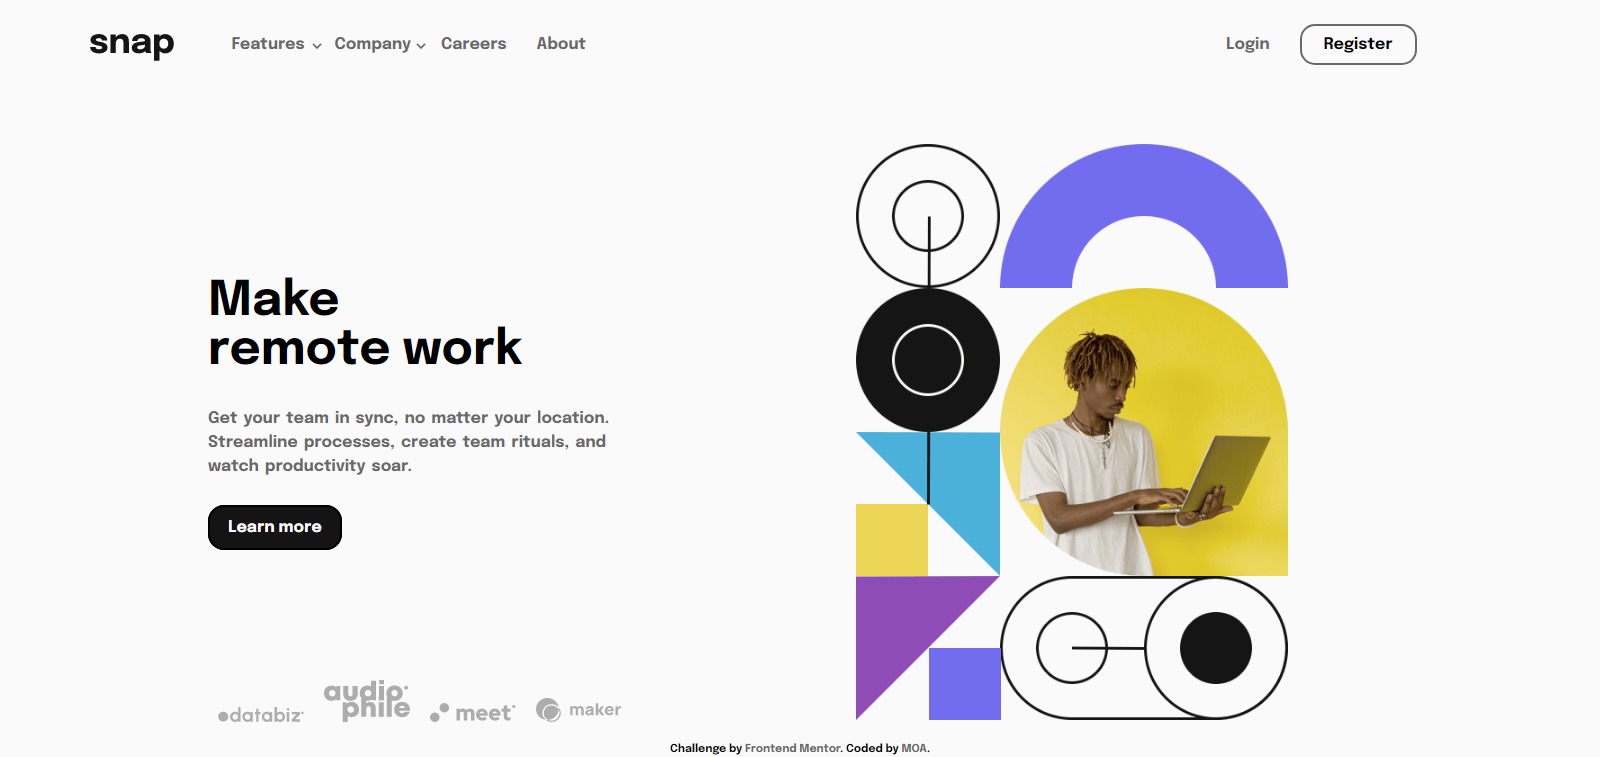 snap Features Company Careers About Login Register
Make
remote work
Get your team in sync, no matter your location.
Streamline processes, create team rituals, and
watch productivity soar.
Learn more
databiz audiophile meet maker
Challenge by Frontend Mentor. Coded by MOA.